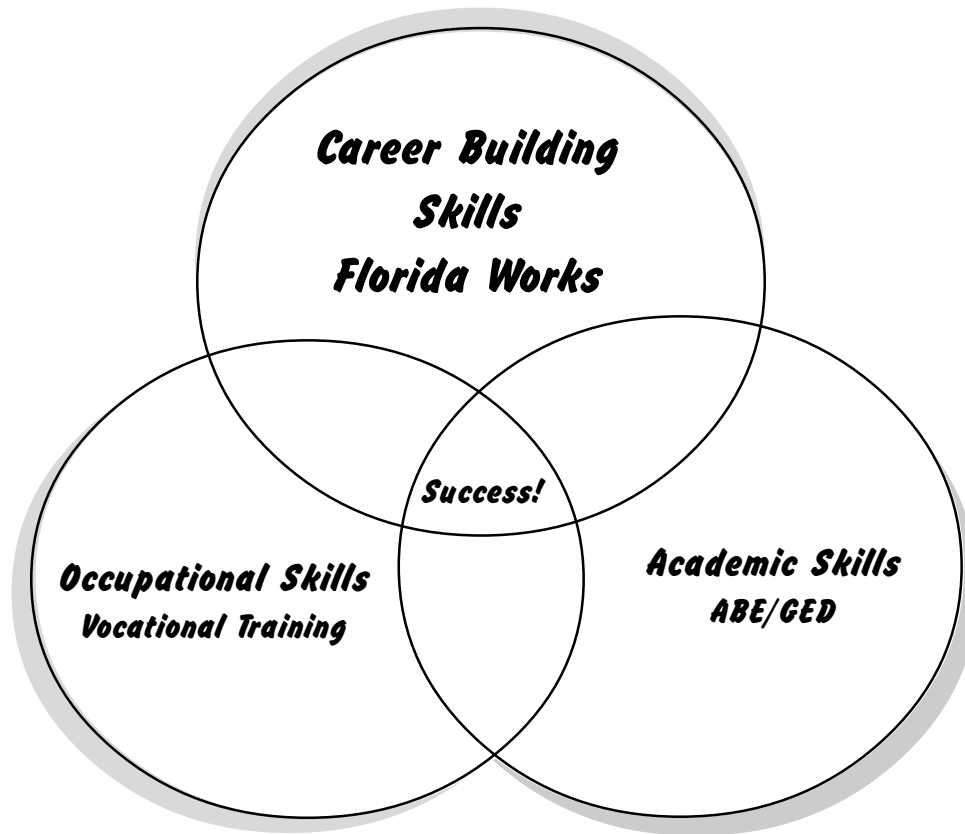 Career Building
Skills
Florida Works
Success!
Occupational Skills
Vocational Training
Academic Skills
ABE/GED